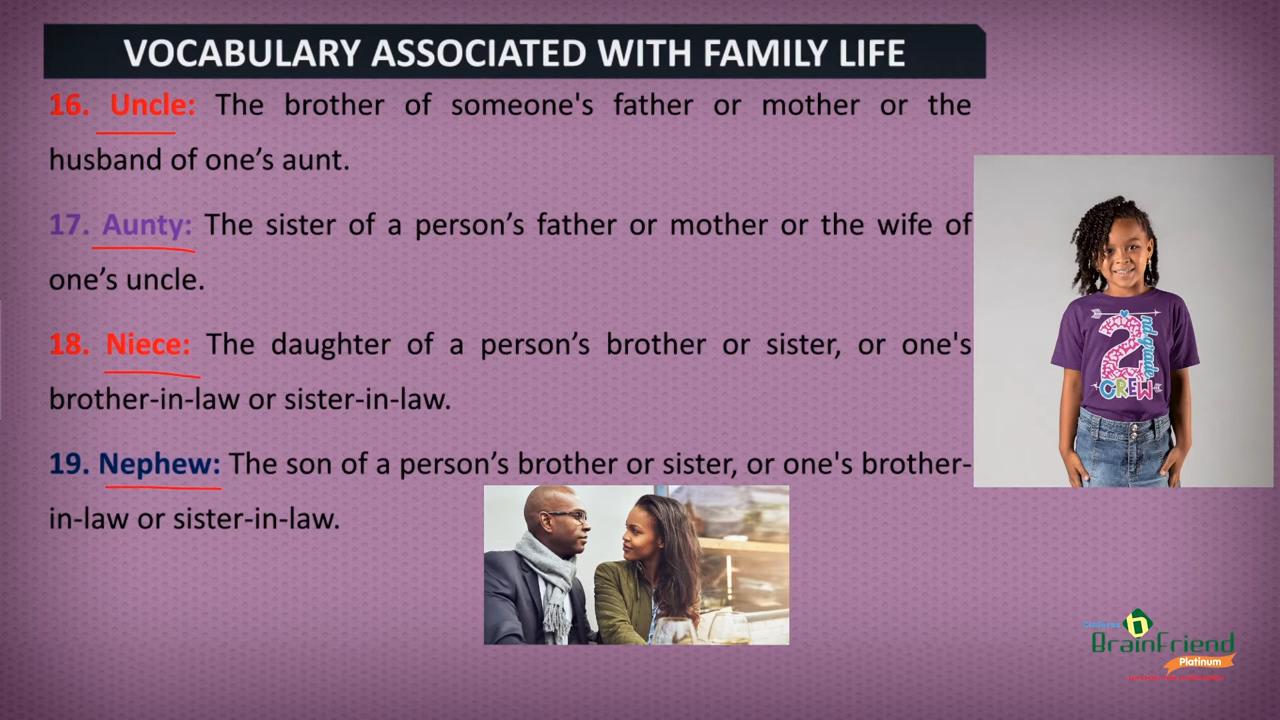 VOCABULARY ASSOCIATED WITH FAMILY LIFE
16. Uncle: The brother of someone's father or mother or the
husband of one’s aunt.
17. Aunty: The sister of a person’s father or mother or the wife of
one’s uncle.
18. Niece: The daughter of a person’s brother or sister, or one's
brother-in-law or sister-in-law.
19. Nephew: The son of a person’s brother or sister, or one's brother-
in-law or sister-in-law.
2nd grade
CREW
BrainFriend
Platinum